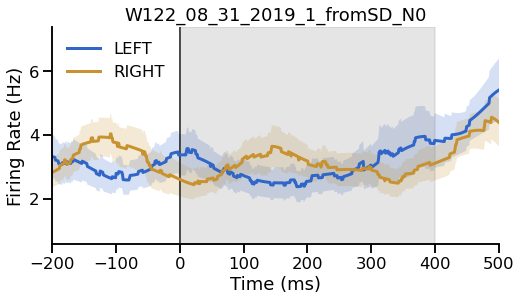 W122_08_31_2019_1_fromSD_N0
LEFT
RIGHT
Firing Rate (Hz)
6
4
2
−200 −100 0 100 200 300 400 500
Time (ms)